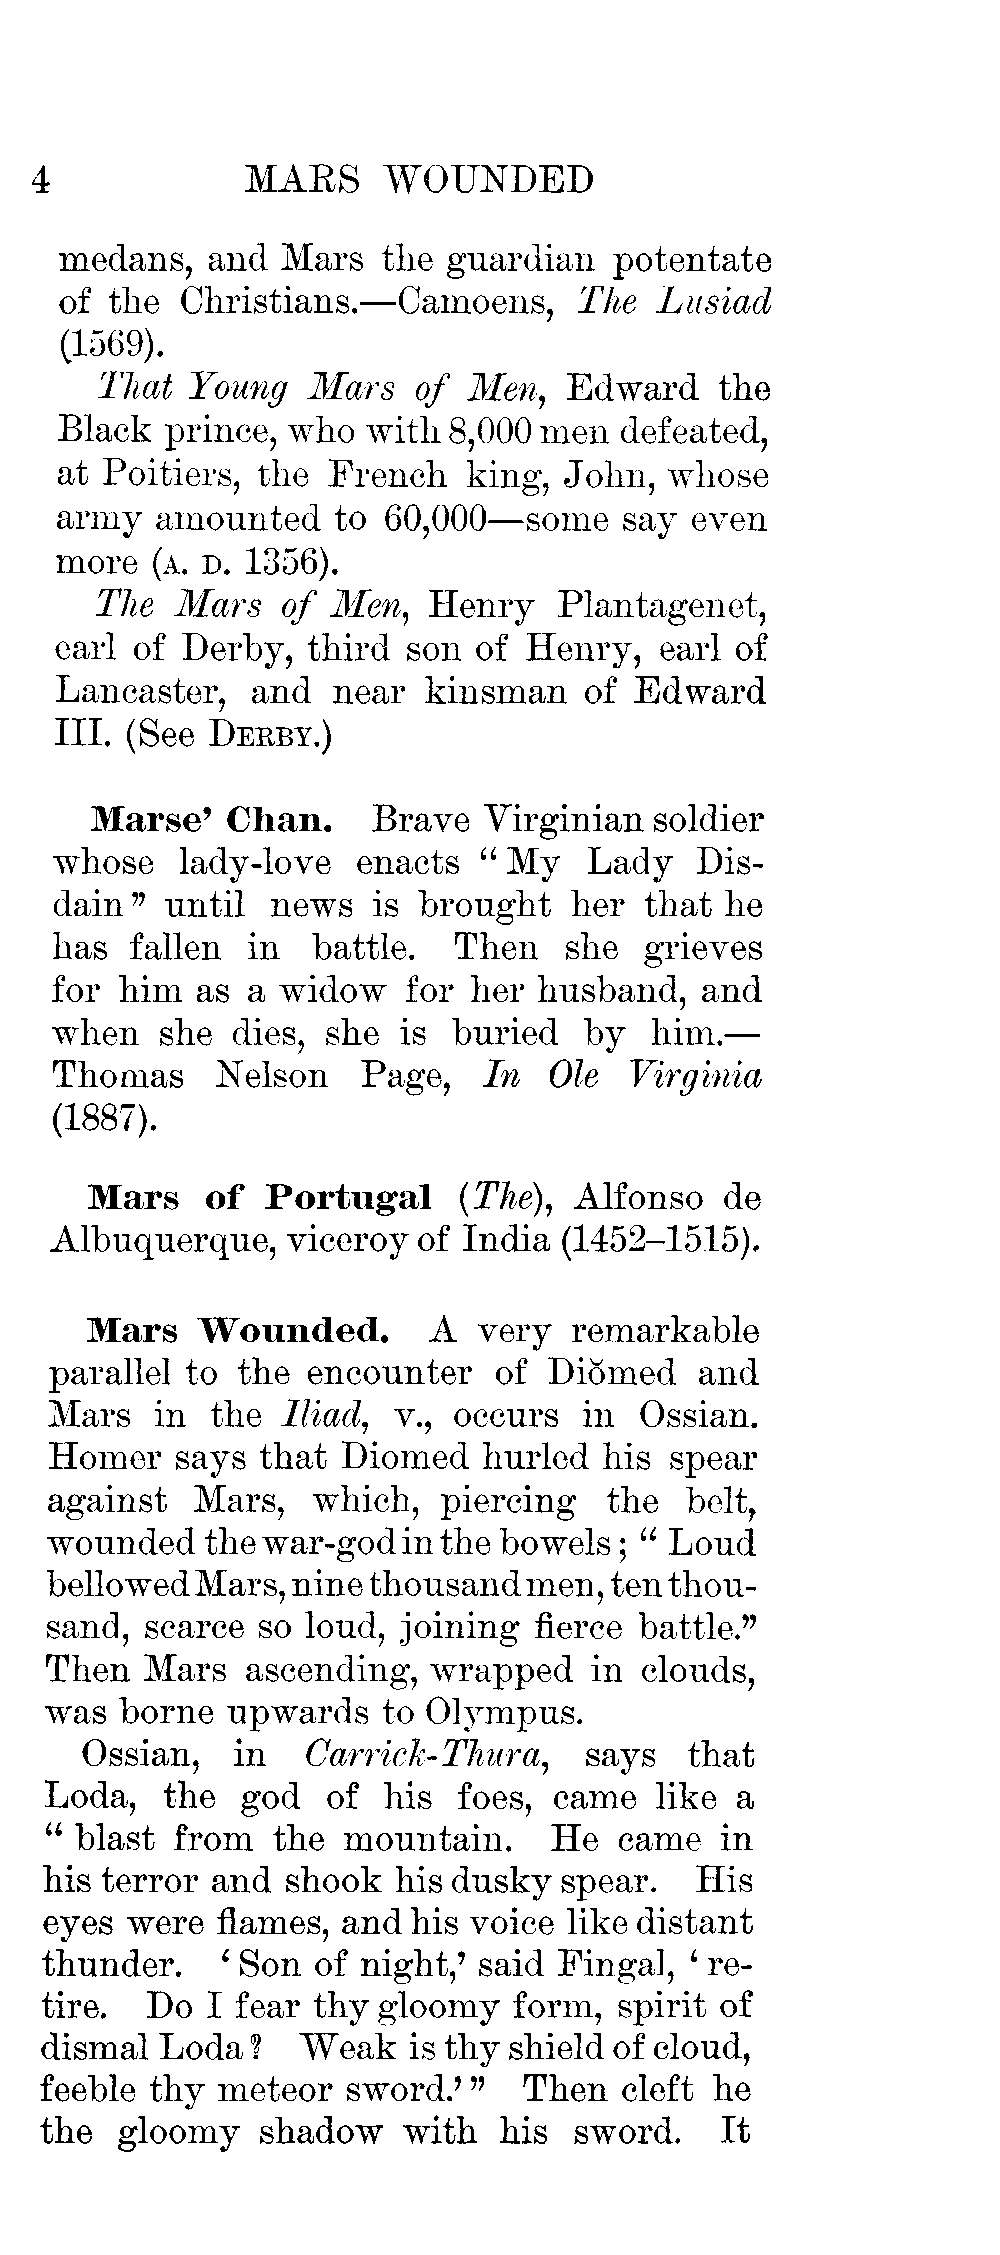 4 MARS WOUNDED
medans, and Mars the guardian potentate
of the Christians.—Camoens, The Lusiad
(1569).
That Young Mars of Men, Edward the
Black prince, who with 8,000 men defeated,
at Poitiers, the French king, John, whose
army amounted to 60,000—some say even
more (A. D. 1356).
The Mars of Men, Henry Plantagenet,
earl of Derby, third son of Henry, earl of
Lancaster, and near kinsman of Edward
III. (See DERBY.)
Marse' Chan. Brave Virginian soldier
whose lady-love enacts “ My Lady Dis-
dain ” until news is brought her that he
has fallen in battle. Then she grieves
for him as a widow for her husband, and
when she dies, she is buried by him.—
Thomas Nelson Page, In Ole Virginia
(1887).
Mars of Portugal (The), Alfonso de
Albuquerque, viceroy of India (1452–1515).
Mars Wounded. A very remarkable
parallel to the encounter of Diŏmed and
Mars in the Iliad, v., occurs in Ossian.
Homer says that Diomed hurled his spear
against Mars, which, piercing the belt,
wounded the war-god in the bowels ; “ Loud
bellowed Mars, nine thousand men, ten thou-
sand, scarce so loud, joining fierce battle.”
Then Mars ascending, wrapped in clouds,
was borne upwards to Olympus.
Ossian, in Carrick-Thura, says that
Loda, the god of his foes, came like a
“ blast from the mountain. He came in
his terror and shook his dusky spear. His
eyes were flames, and his voice like distant
thunder. ‘ Son of night,’ said Fingal, ‘ re-
tire. Do I fear thy gloomy form, spirit of
dismal Loda ? Weak is thy shield of cloud,
feeble thy meteor sword.’ ” Then cleft he
the gloomy shadow with his sword. It